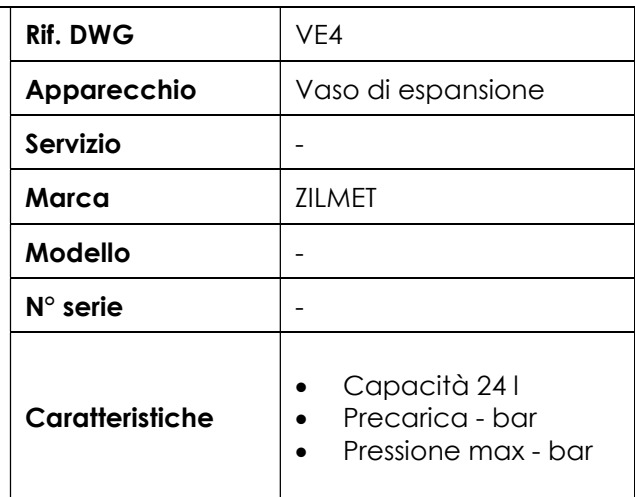 Rif. DWG VE4
Apparecchio Vaso di espansione
Servizio -
Marca ZILMET
Modello -
N° serie -
Caratteristiche
• Capacità 24 l
• Precarica - bar
• Pressione max - bar